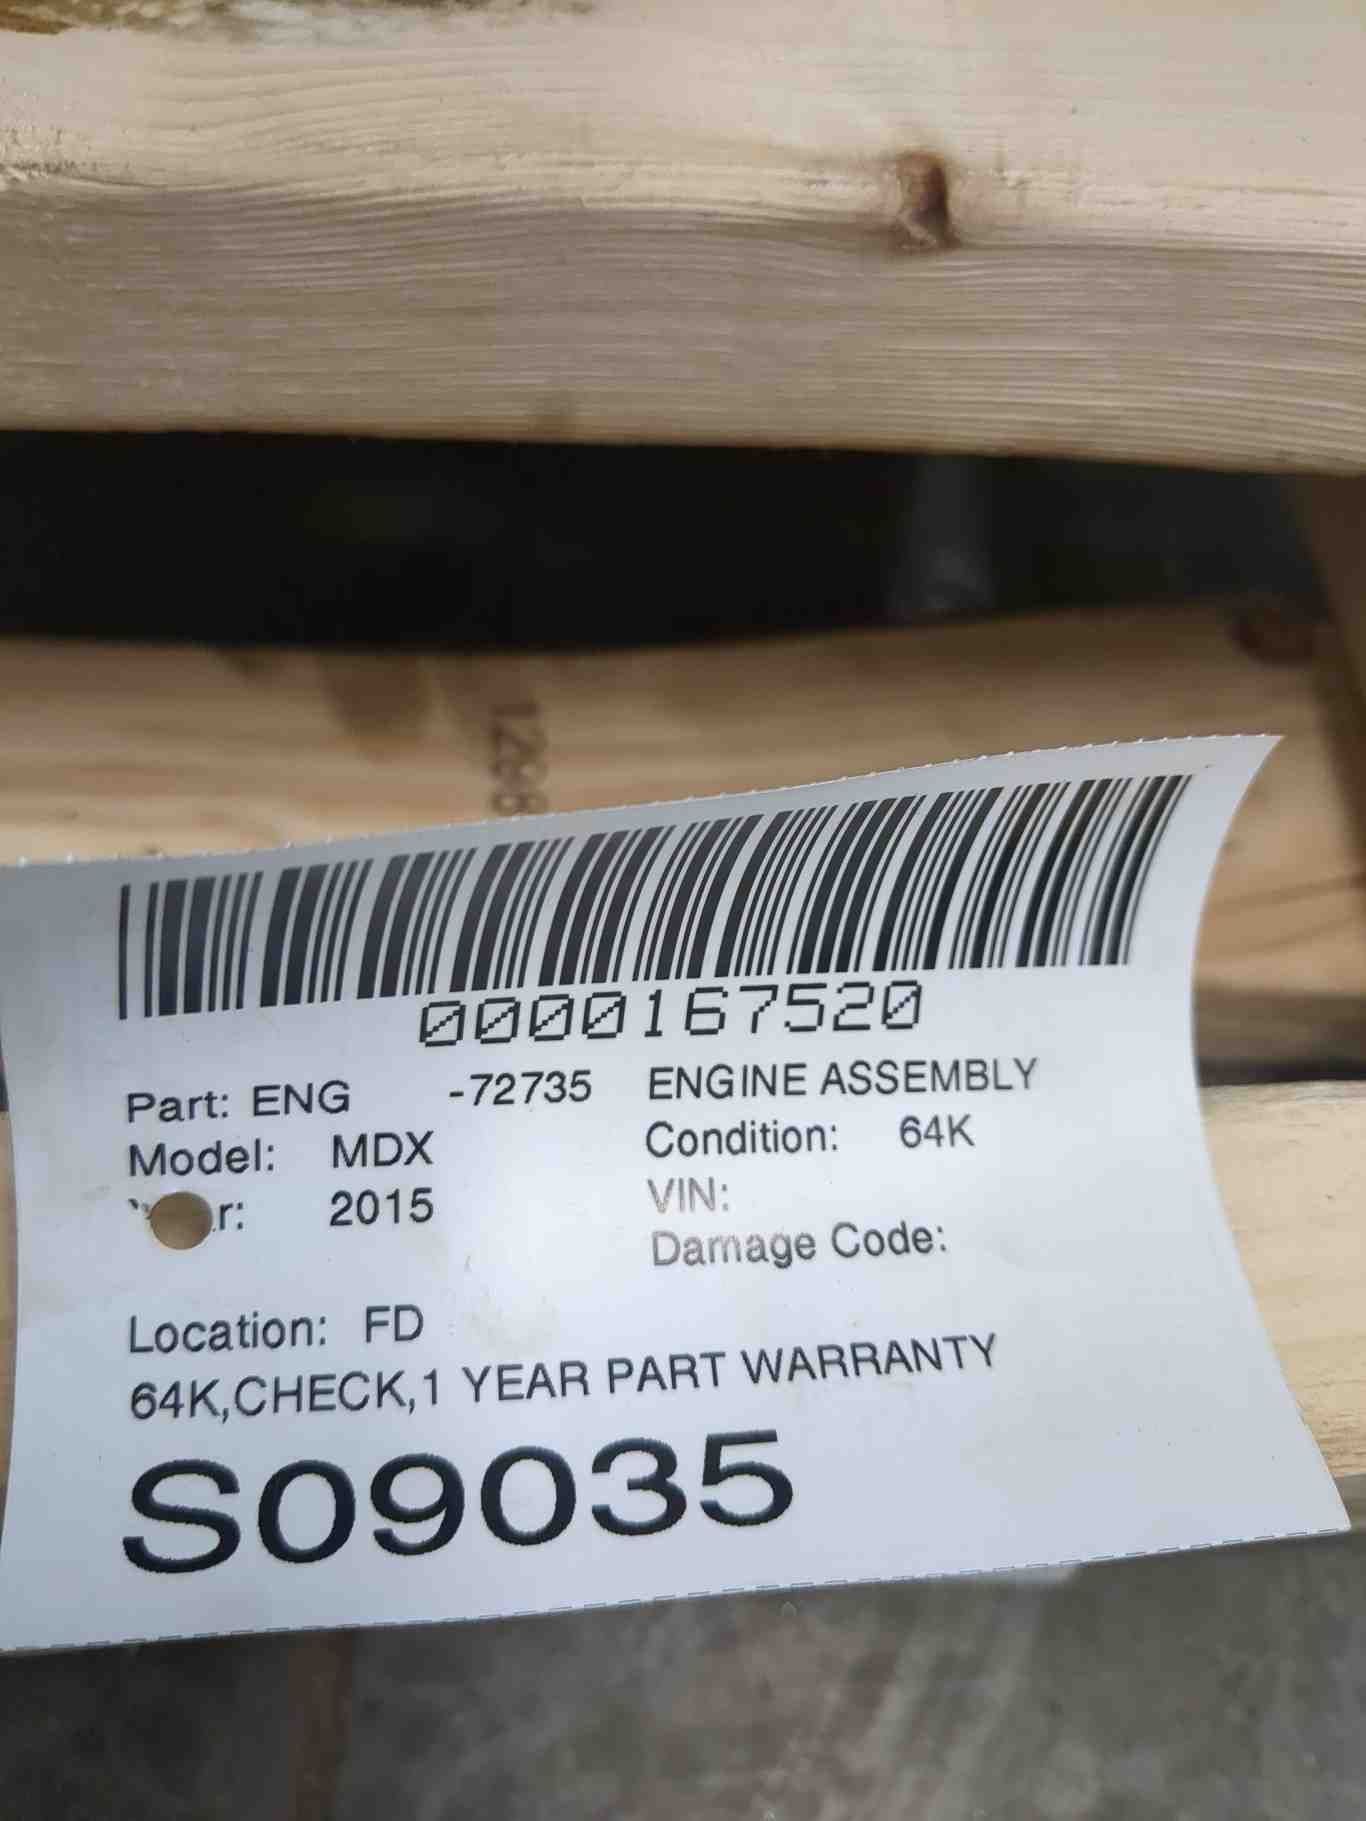 1268
0000167520
Part: ENG -72735 ENGINE ASSEMBLY
Model: MDX Condition: 64K
r: 2015 VIN:
Damage Code:
Location: FD
64K,CHECK,1 YEAR PART WARRANTY
S09035